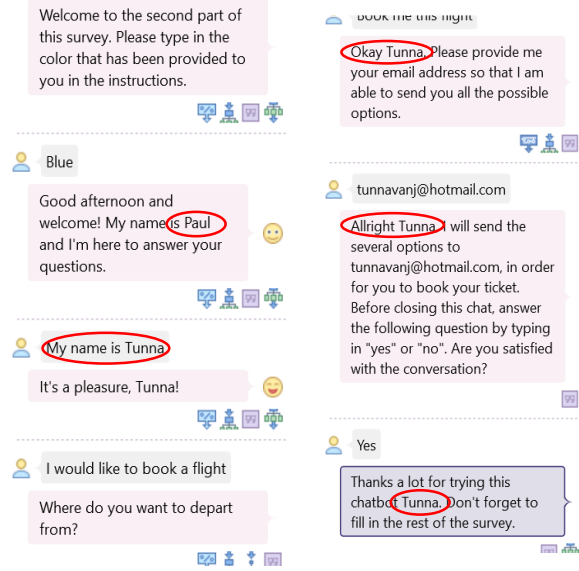 Welcome to the second part of
this survey. Please type in the
color that has been provided to
you in the instructions.
Blue
Good afternoon and
welcome! My name is Paul
and I'm here to answer your
questions.
My name is Tunna
It's a pleasure, Tunna!
I would like to book a flight
Where do you want to depart
from?
Book me this flight
Okay Tunna. Please provide me
your email address so that I am
able to send you all the possible
options.
tunnavanj@hotmail.com
Allright Tunna, I will send the
several options to
tunnavanj@hotmail.com, in order
for you to book your ticket.
Before closing this chat, answer
the following question by typing
in "yes" or "no". Are you satisfied
with the conversation?
Yes
Thanks a lot for trying this
chatbot Tunna. Don't forget to
fill in the rest of the survey.